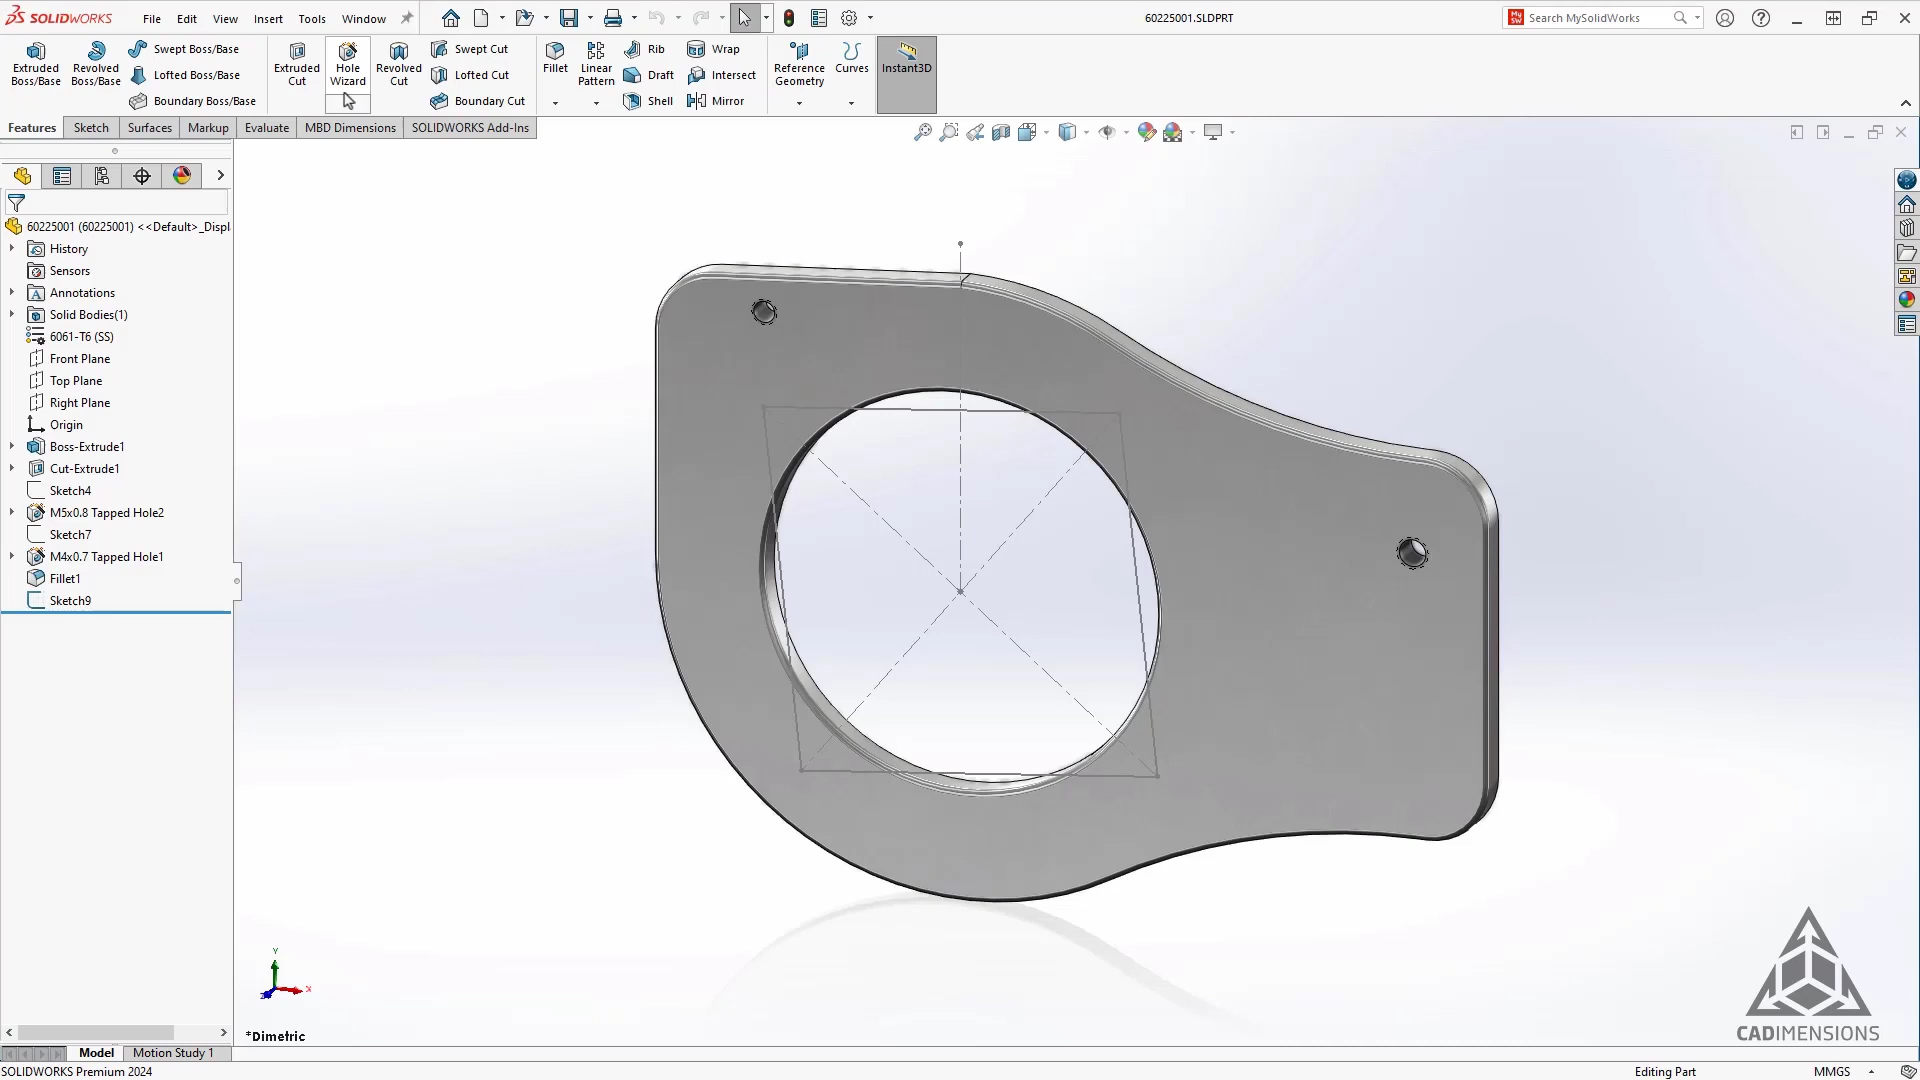 SOLIDWORKS File Edit View Insert Tools Window 60225001.SLDPRT Search MySolidWorks
Extruded Boss/Base
Revolved Boss/Base
Swept Boss/Base
Lofted Boss/Base
Boundary Boss/Base
Extruded Cut
Hole Wizard
Revolved Cut
Swept Cut
Lofted Cut
Boundary Cut
Fillet
Linear Pattern
Rib
Draft
Shell
Wrap
Intersect
Mirror
Reference Geometry
Curves
Instant3D
Features Sketch Surfaces Markup Evaluate MBD Dimensions SOLIDWORKS Add-Ins
60225001 (60225001) <<Default>_Displ
History
Sensors
Annotations
Solid Bodies(1)
6061-T6 (SS)
Front Plane
Top Plane
Right Plane
Origin
Boss-Extrude1
Cut-Extrude1
Sketch4
M5x0.8 Tapped Hole2
Sketch7
M4x0.7 Tapped Hole1
Fillet1
Sketch9
Y
X
Z
*Dimetric
CADIMENSIONS
Model Motion Study 1
SOLIDWORKS Premium 2024 Editing Part MMGS